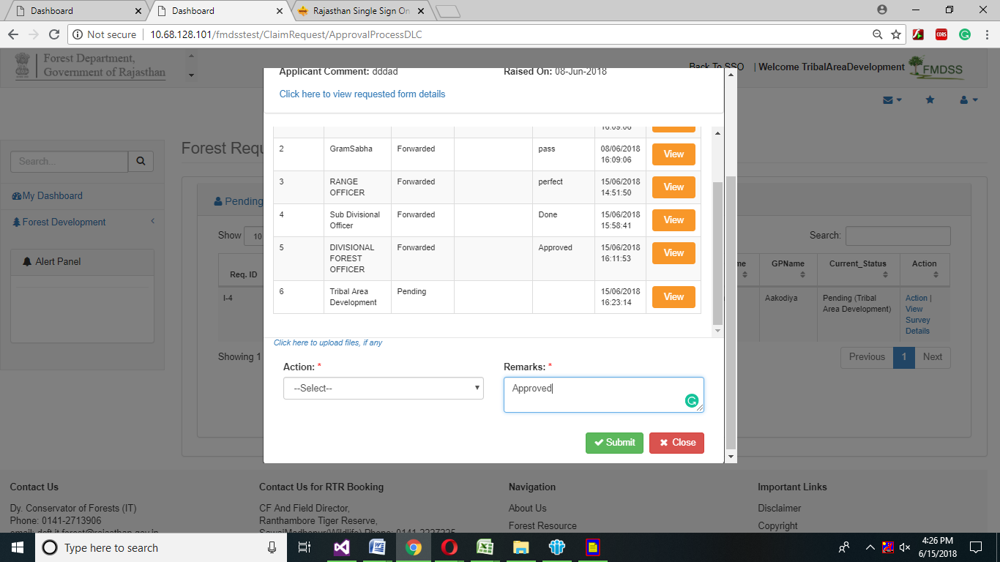 Dashboard
Dashboard
Rajasthan Single Sign On
Not secure
10.68.128.101/fmdsstest/ClaimRequest/ApprovalProcessDLC
CORS
Forest Department,
Government of Rajasthan
Back To SSO | Welcome TribalAreaDevelopment
FMDSS
Search...
My Dashboard
Forest Development
Alert Panel
Forest Requ
Pending
Show 10
Search:
Req. ID
me
GPName
Current_Status
Action
I-4
Aakodiya
Pending (Tribal
Area Development)
Action |
View
Survey
Details
Showing 1
Previous 1 Next
Applicant Comment: dddad
Raised On: 08-Jun-2018
Click here to view requested form details
16:09:06
2 GramSabha Forwarded pass 08/06/2018 View
16:09:06
3 RANGE Forwarded perfect 15/06/2018 View
OFFICER 14:51:50
4 Sub Divisional Forwarded Done 15/06/2018 View
Officer 15:58:41
5 DIVISIONAL Forwarded Approved 15/06/2018 View
FOREST 16:11:53
OFFICER
6 Tribal Area Pending 15/06/2018 View
Development 16:23:14
Click here to upload files, if any
Action: *
Remarks: *
--Select--
Approved
Submit
Close
Contact Us
Dy. Conservator of Forests (IT)
Phone: 0141-2713906
email: dcft.it.forest@rajasthan.gov.in
Contact Us for RTR Booking
CF And Field Director,
Ranthambore Tiger Reserve,
SawaiMadhopur(Wildlife) Phone: 0141-2227225
Navigation
About Us
Forest Resource
Important Links
Disclaimer
Copyright
Type here to search
4:26 PM
6/15/2018